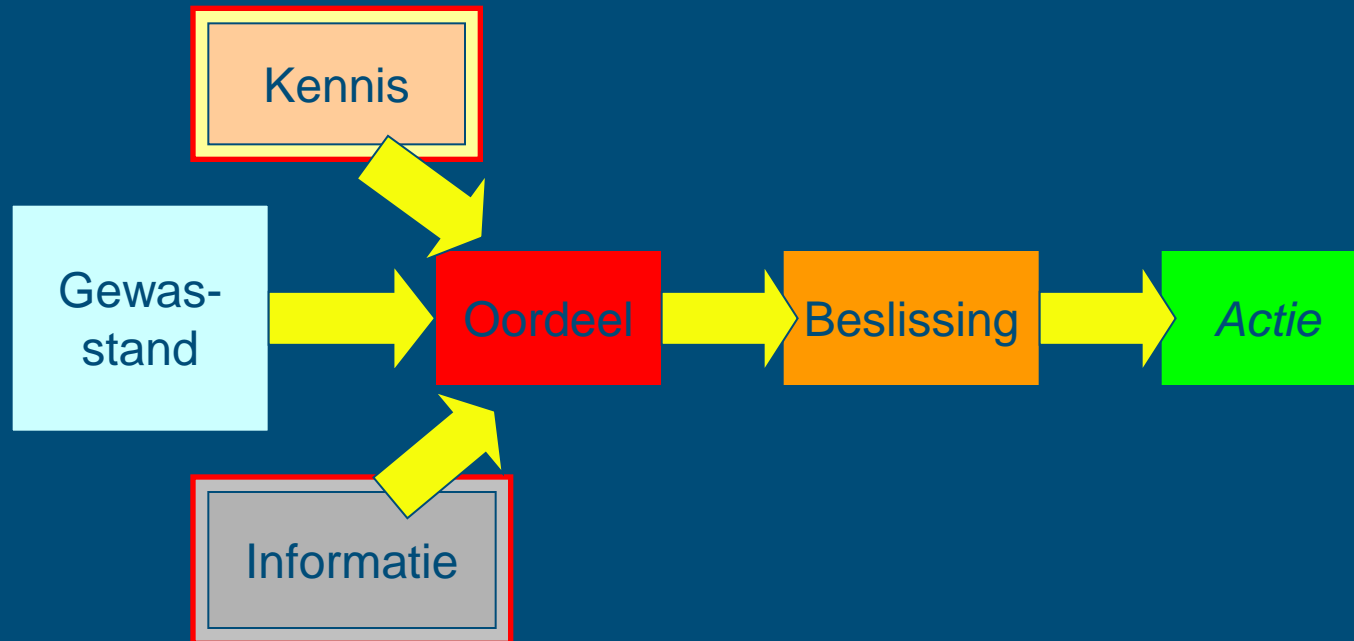 Kennis
Gewas-
stand
Oordeel
Beslissing
Actie
Informatie